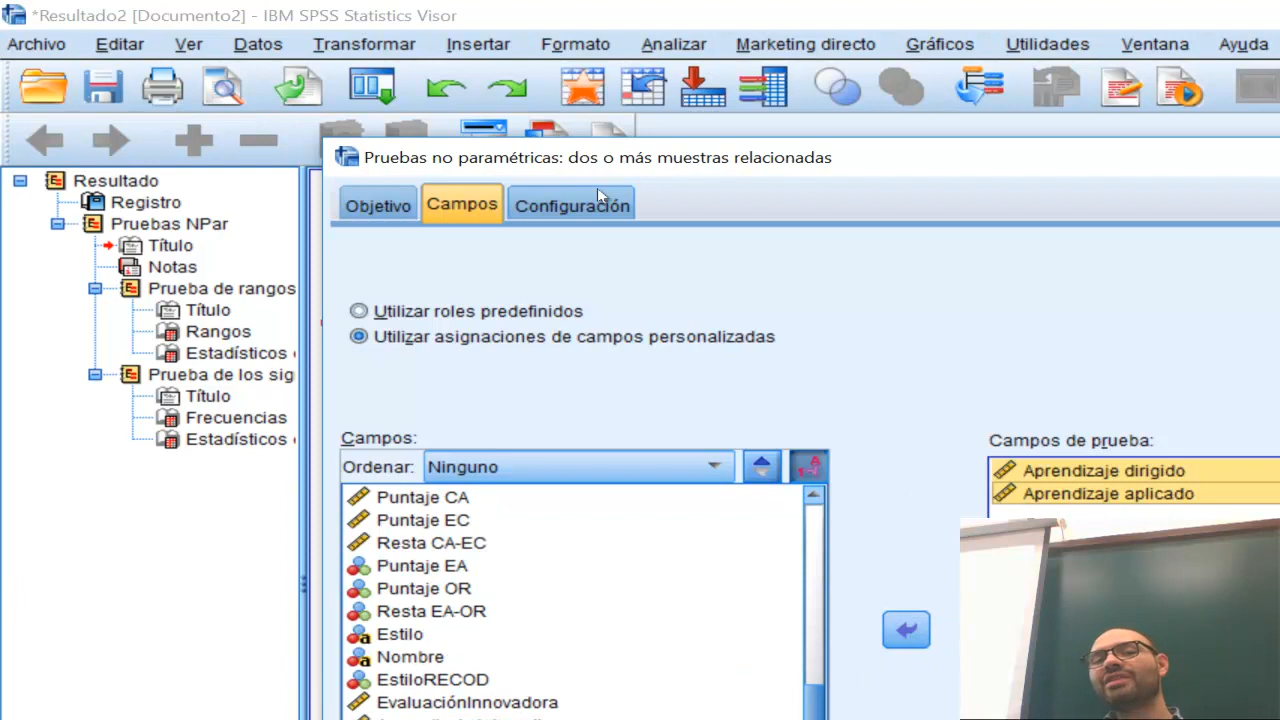 *Resultado2 [Documento2] - IBM SPSS Statistics Visor
Archivo Editar Ver Datos Transformar Insertar Formato Analizar Marketing directo Gráficos Utilidades Ventana Ayuda
Pruebas no paramétricas: dos o más muestras relacionadas
Objetivo Campos Configuración
Resultado
Registro
Pruebas NPar
Título
Notas
Prueba de rangos
Título
Rangos
Estadísticos
Prueba de los sig
Título
Frecuencias
Estadísticos
Utilizar roles predefinidos
Utilizar asignaciones de campos personalizadas
Campos:
Ordenar: Ninguno
Puntaje CA
Puntaje EC
Resta CA-EC
Puntaje EA
Puntaje OR
Resta EA-OR
Estilo
Nombre
EstiloRECOD
EvaluaciónInnovadora
Campos de prueba:
Aprendizaje dirigido
Aprendizaje aplicado